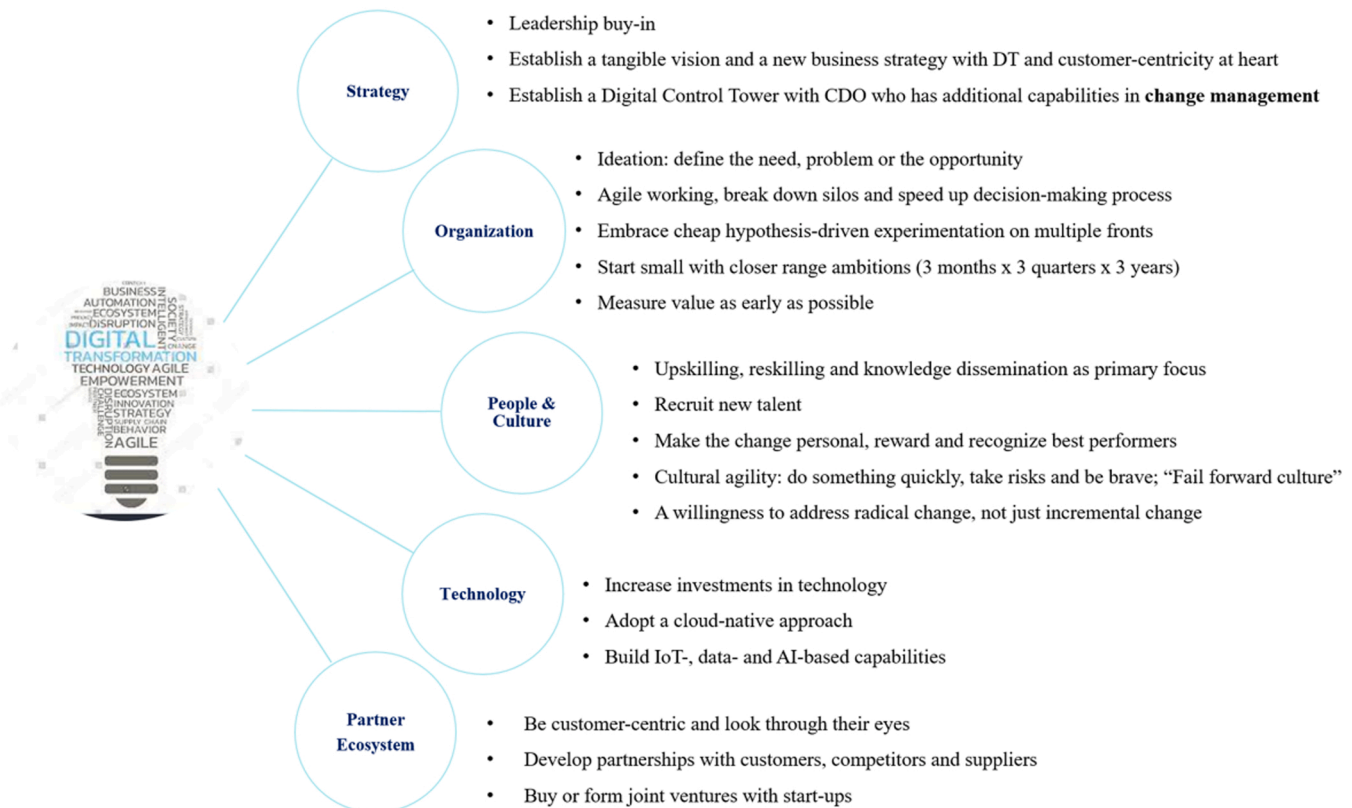 Strategy
• Leadership buy-in
• Establish a tangible vision and a new business strategy with DT and customer-centricity at heart
• Establish a Digital Control Tower with CDO who has additional capabilities in change management
Organization
• Ideation: define the need, problem or the opportunity
• Agile working, break down silos and speed up decision-making process
• Embrace cheap hypothesis-driven experimentation on multiple fronts
• Start small with closer range ambitions (3 months x 3 quarters x 3 years)
• Measure value as early as possible
BUSINESS
AUTOMATION
ECOSYSTEM
DISRUPTION
INTELLIGENT
SOCIETY
CHANGE
DIGITAL
TRANSFORMATION
TECHNOLOGY AGILE
EMPOWERMENT
CHALLENGE
DISRUPTION
ECOSYSTEM
INNOVATION
STRATEGY
SUPPLY CHAIN
BEHAVIOR
AGILE
People &
Culture
• Upskilling, reskilling and knowledge dissemination as primary focus
• Recruit new talent
• Make the change personal, reward and recognize best performers
• Cultural agility: do something quickly, take risks and be brave; “Fail forward culture”
• A willingness to address radical change, not just incremental change
Technology
• Increase investments in technology
• Adopt a cloud-native approach
• Build IoT-, data- and AI-based capabilities
Partner
Ecosystem
• Be customer-centric and look through their eyes
• Develop partnerships with customers, competitors and suppliers
• Buy or form joint ventures with start-ups